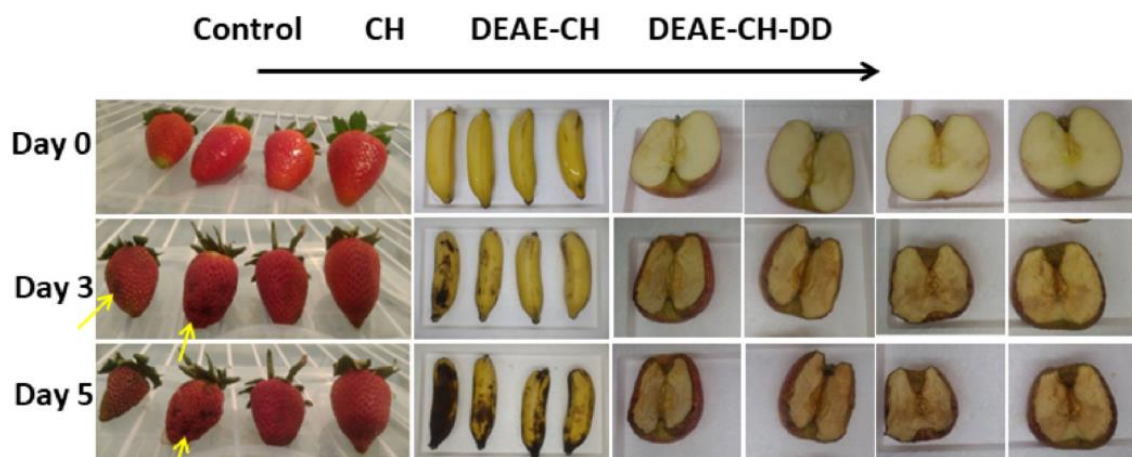 Control CH DEAE-CH DEAE-CH-DD
Day 0
Day 3
Day 5